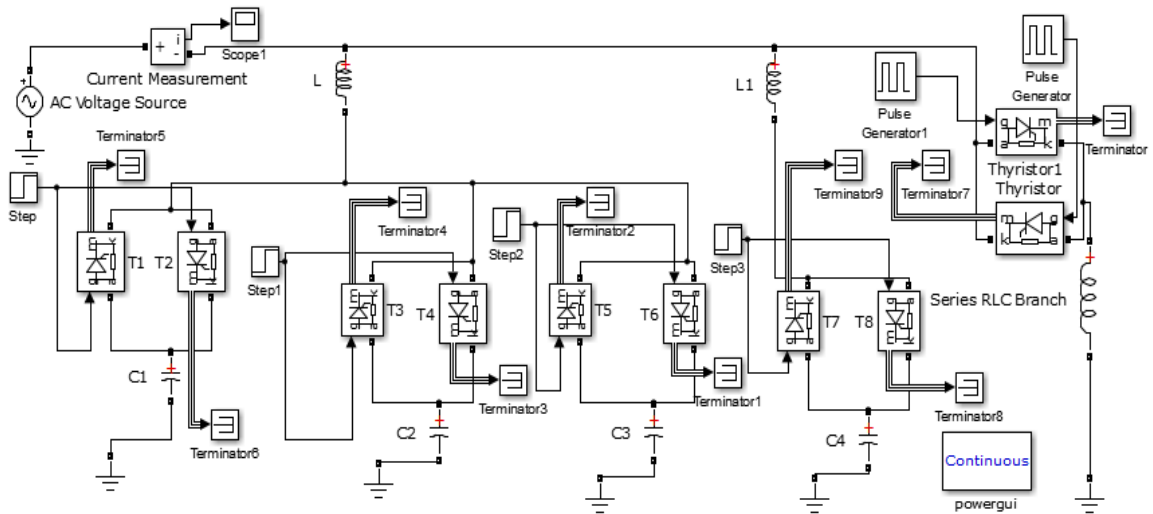 i
+
-
Scope1
Current Measurement
AC Voltage Source
+
L
L1
Pulse
Generator
Pulse
Generator1
g m
a k
Terminator
Thyristor1
Thyristor
m g
k a
Terminator5
Step
T1
T2
Terminator4
Step2
Terminator2
Terminator9
Terminator7
Step1
T3
T4
T5
T6
Step3
T7
T8
Series RLC Branch
C1
Terminator3
Terminator1
Terminator8
Terminator6
C2
C3
C4
Continuous
powergui